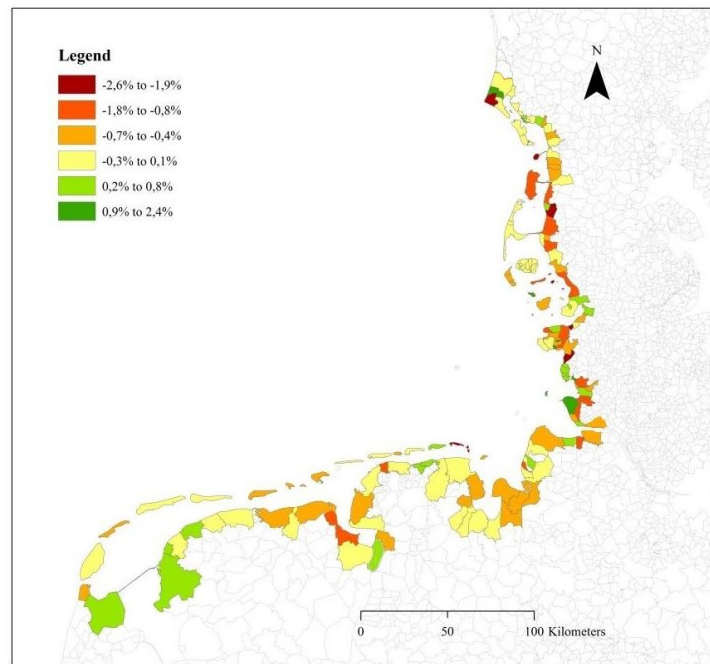 N
Legend
-2,6% to -1,9%
-1,8% to -0,8%
-0,7% to -0,4%
-0,3% to 0,1%
0,2% to 0,8%
0,9% to 2,4%
0 50 100 Kilometers